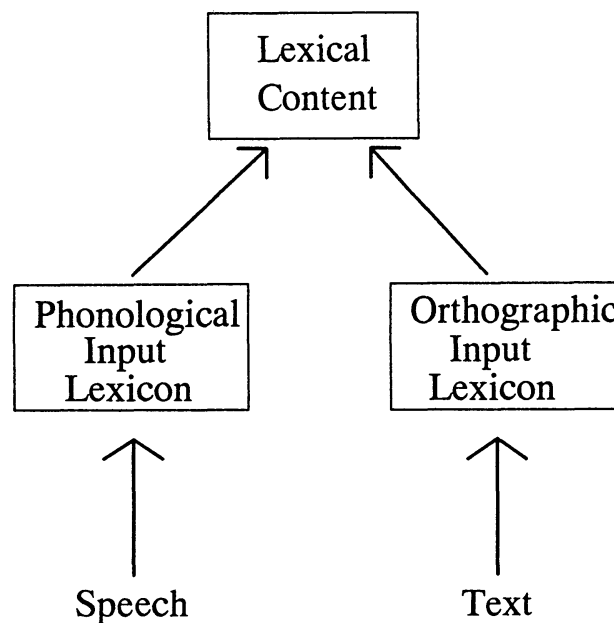 Lexical
Content
Phonological
Input
Lexicon
Orthographic
Input
Lexicon
Speech
Text